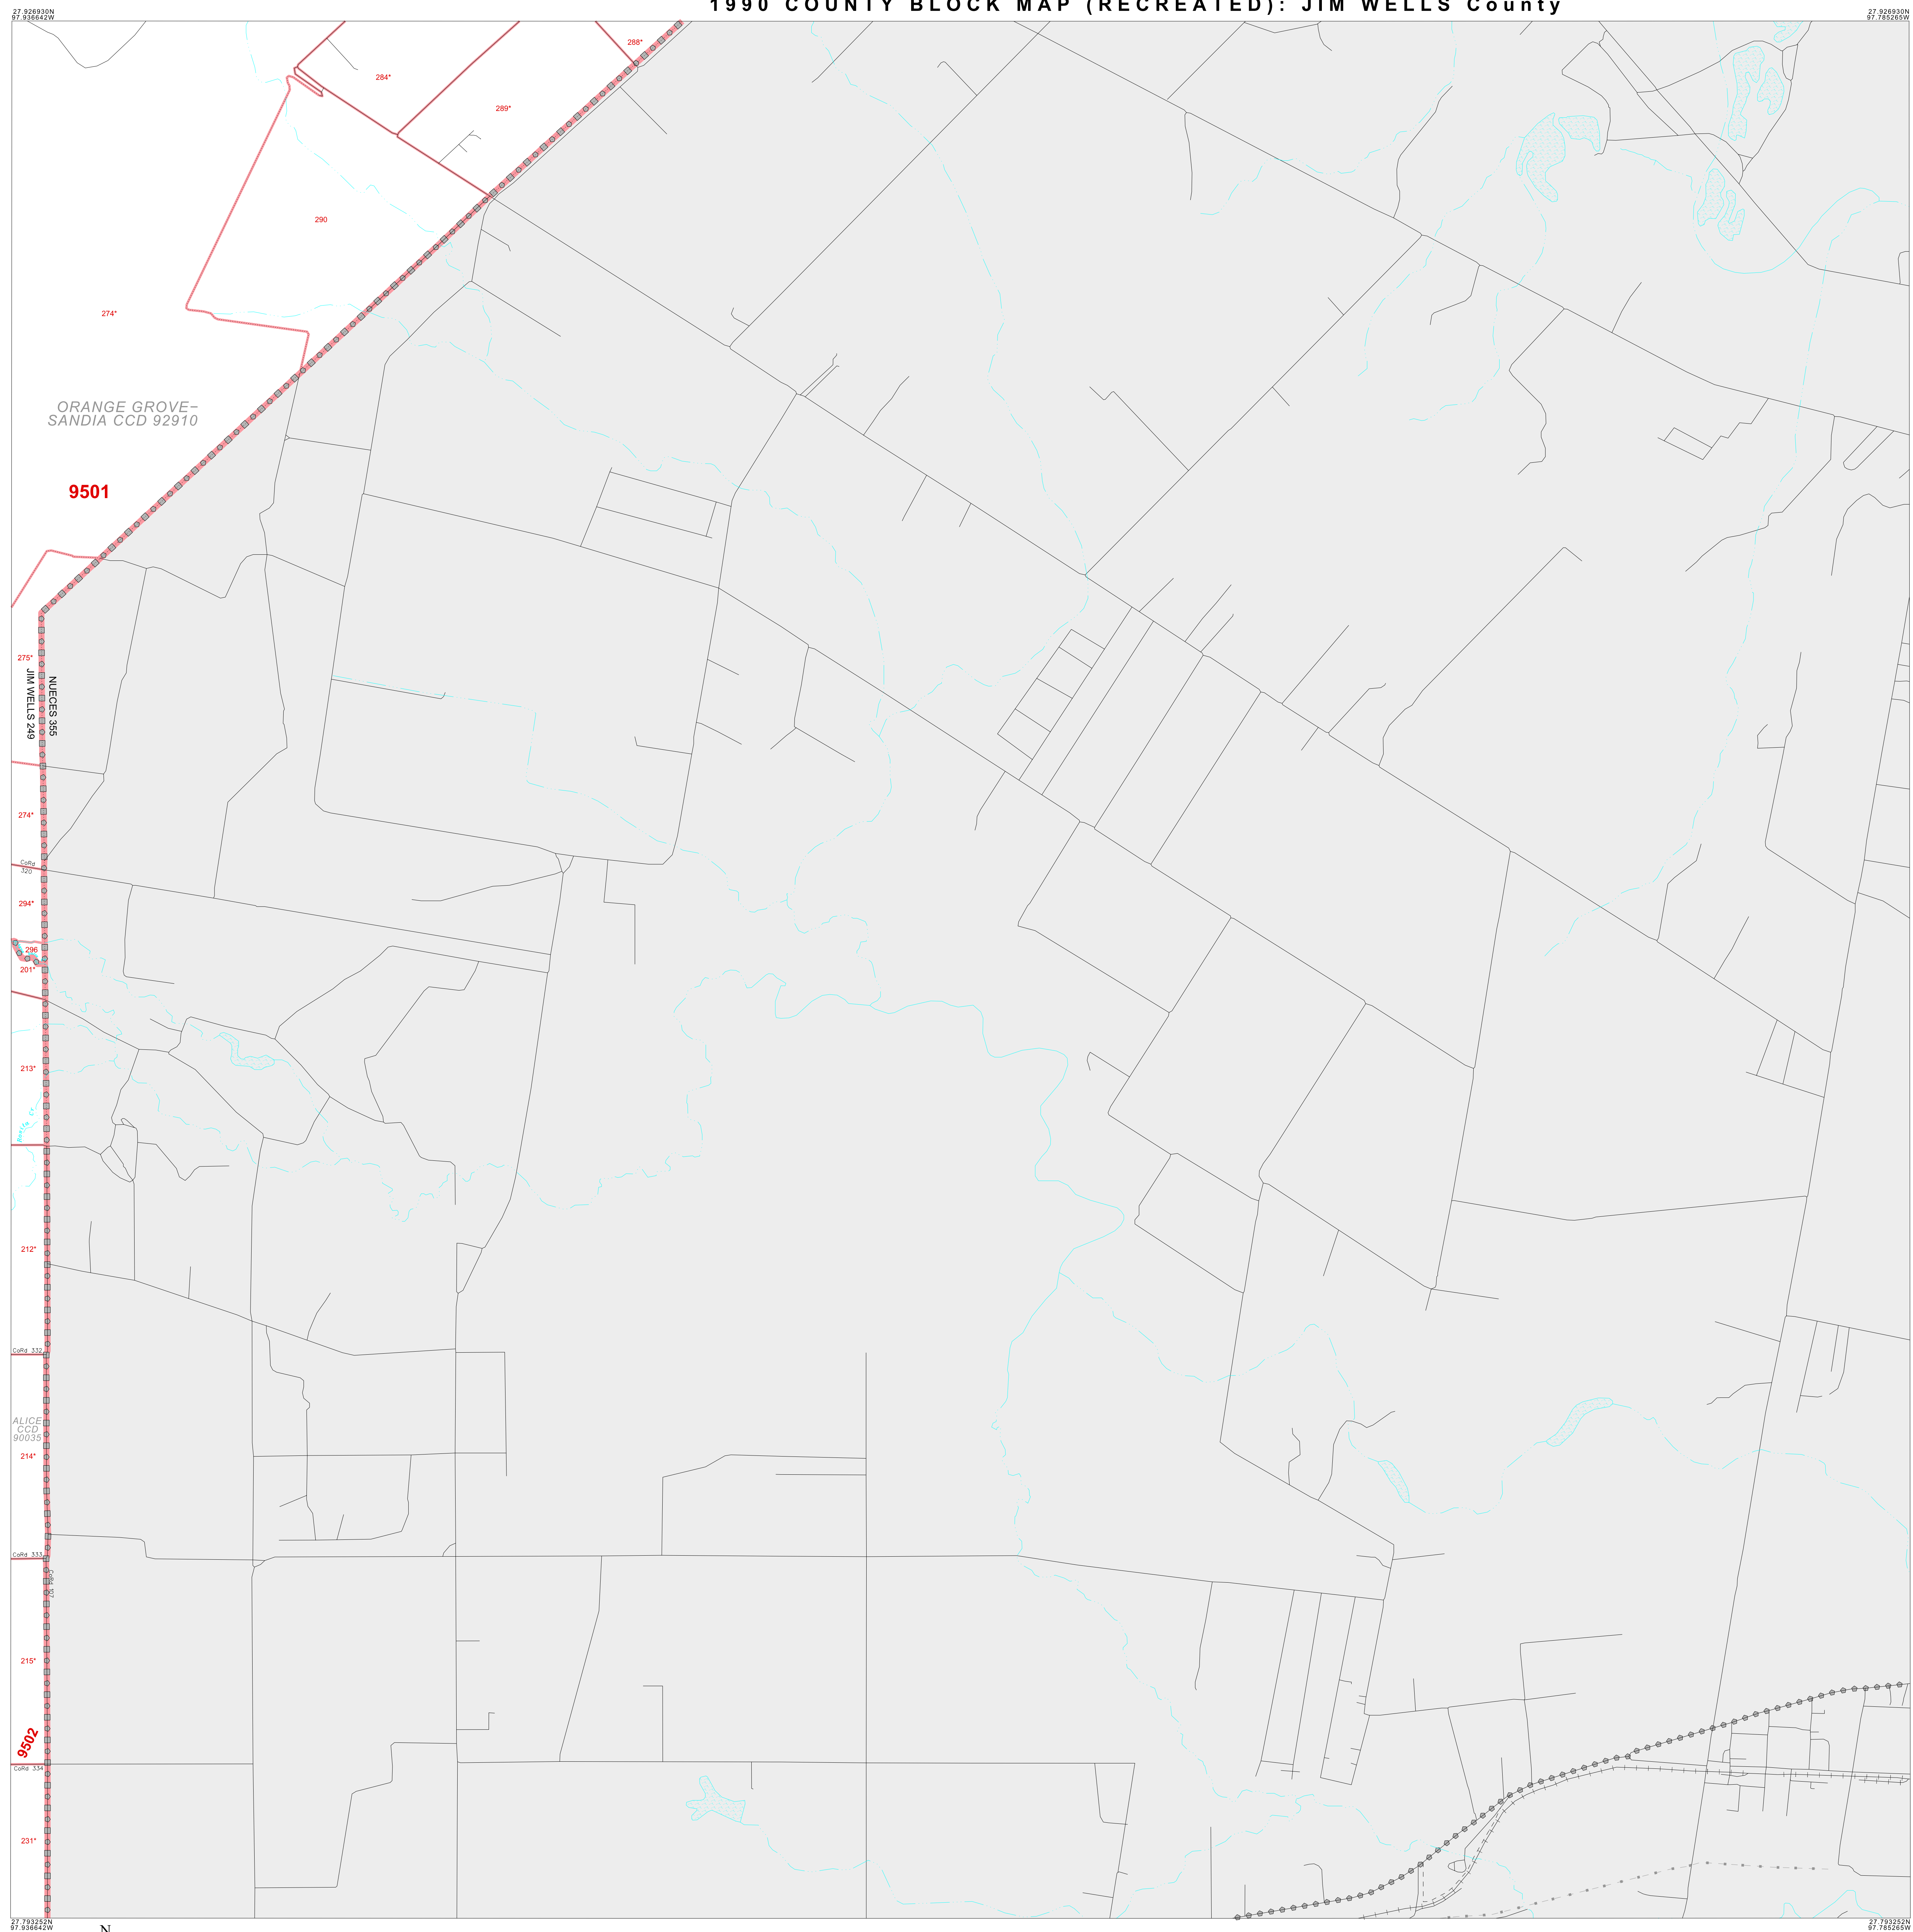 1990 COUNTY BLOCK MAP (RECREATED): JIM WELLS County
27.926930N
97.936642W
27.926930N
97.785265W
288*
284*
289*
290
274*
ORANGE GROVE-
SANDIA CCD 92910
9501
275*
JIM WELLS 249
NUECES 355
274*
CoRd
320
294*
296
201*
213*
212*
CoRd 332
ALICE
CCD
90035
214*
CoRd 333
215*
9502
CoRd 334
231*
27.793252N
97.936642W
N
27.793252N
97.785265W